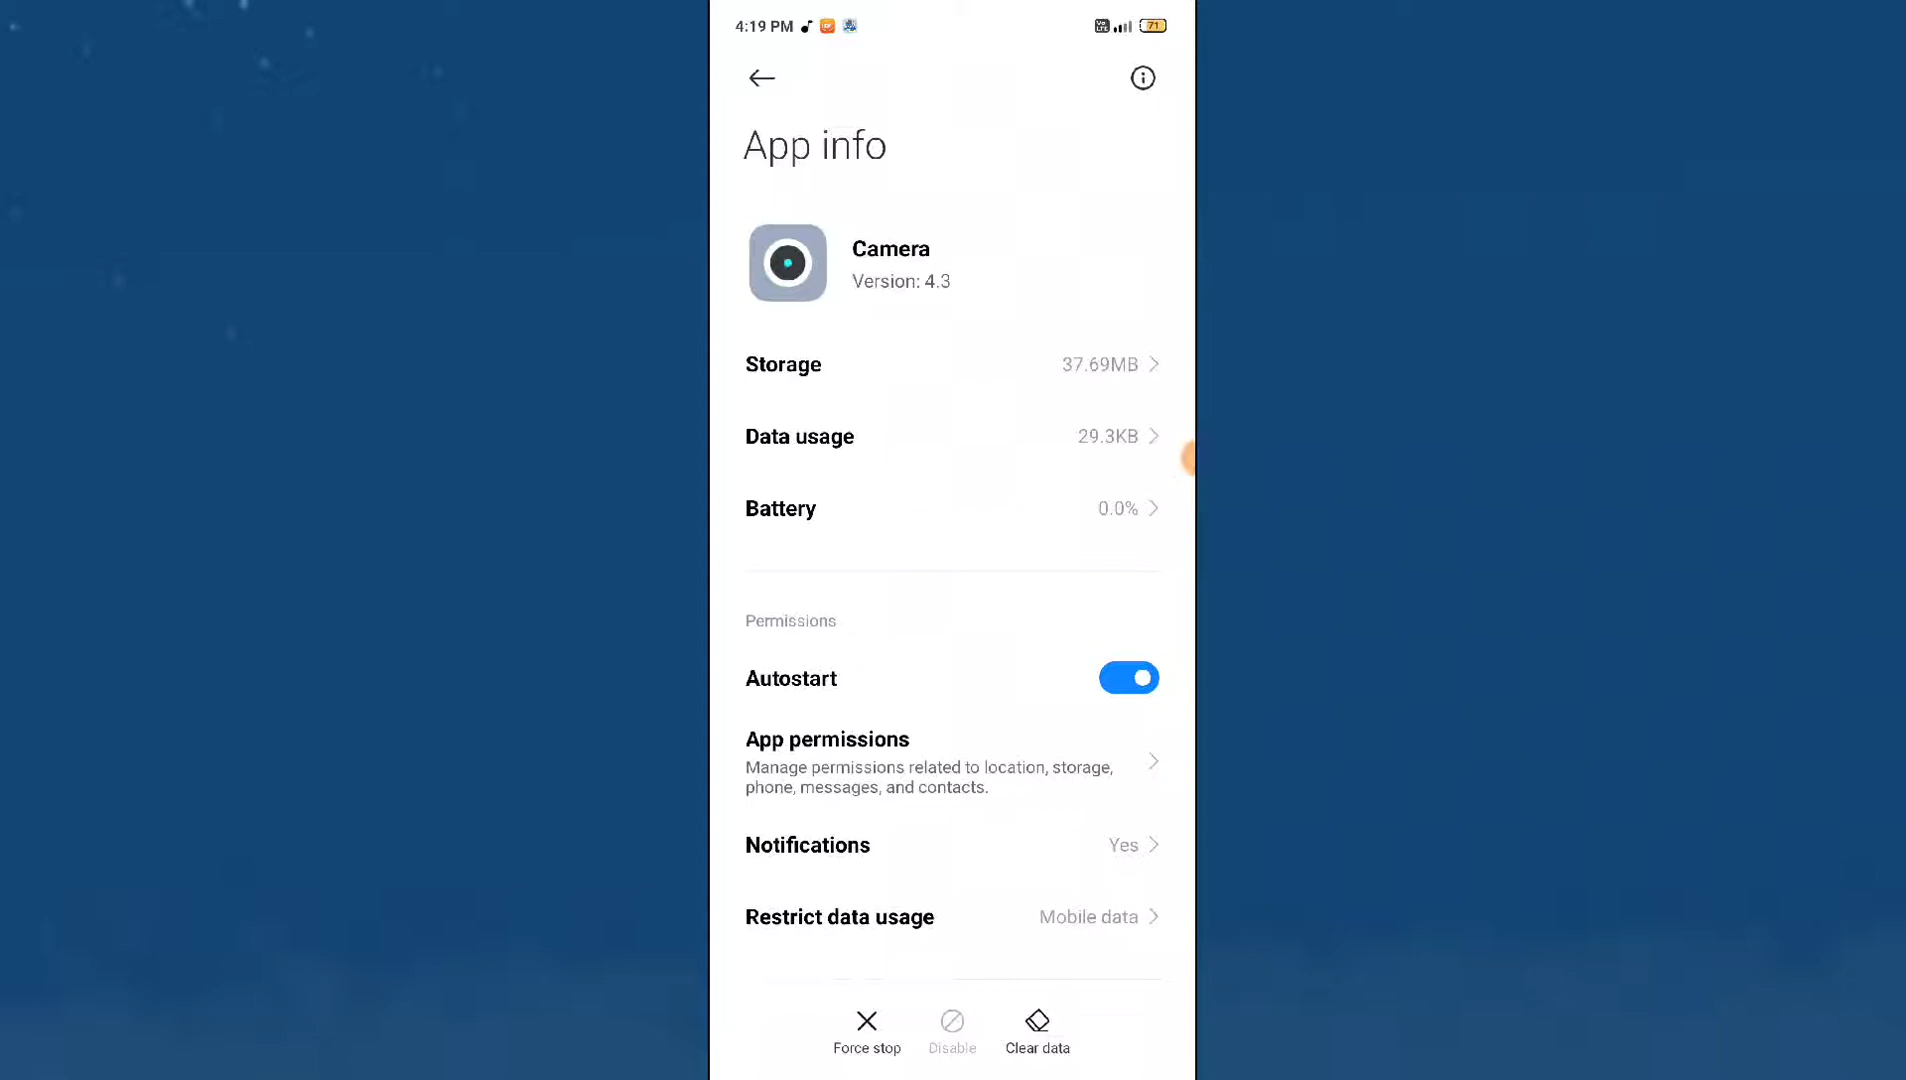 4:19 PM
71
App info
Camera
Version: 4.3
Storage
37.69MB
Data usage
29.3KB
Battery
0.0%
Permissions
Autostart
App permissions
Manage permissions related to location, storage,
phone, messages, and contacts.
Notifications
Yes
Restrict data usage
Mobile data
Force stop
Disable
Clear data